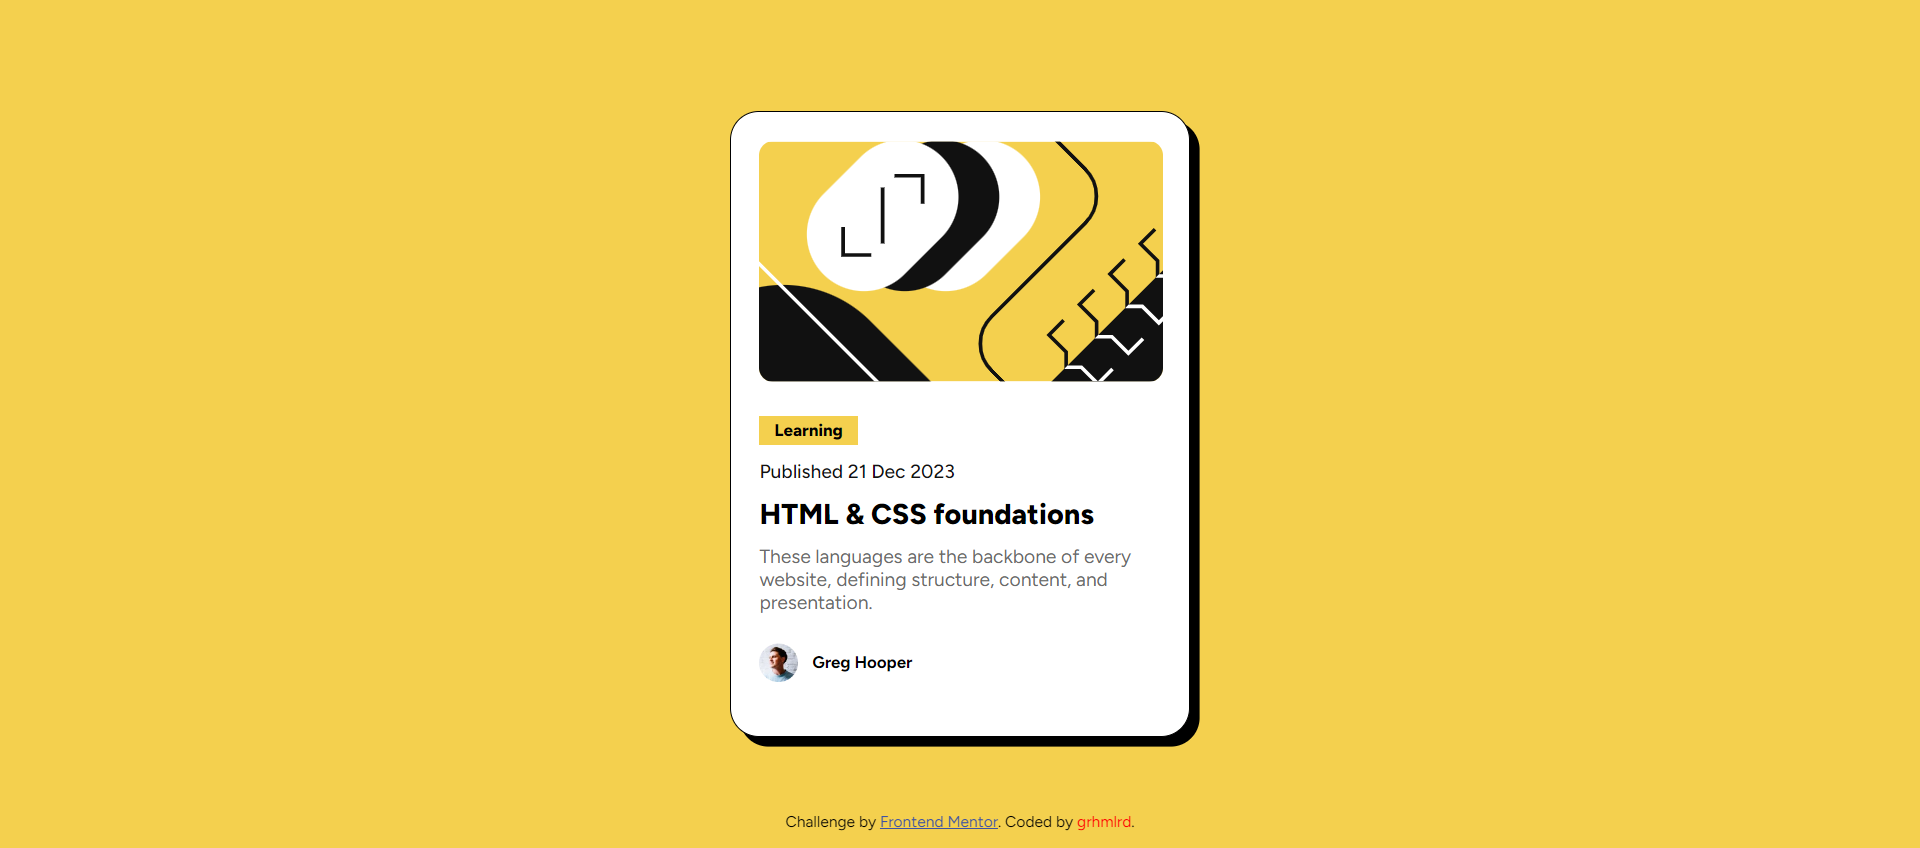 Learning
Published 21 Dec 2023
HTML & CSS foundations
These languages are the backbone of every
website, defining structure, content, and
presentation.
Greg Hooper
Challenge by Frontend Mentor. Coded by grhmlrd.